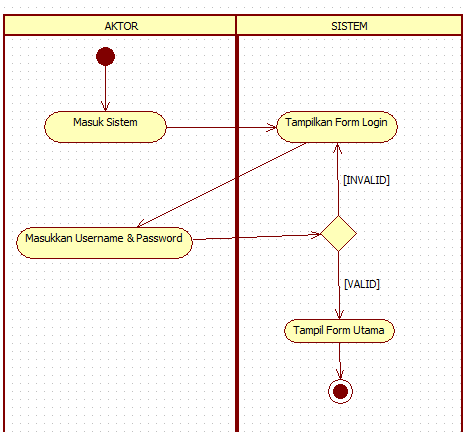 AKTOR
SISTEM
Masuk Sistem
Tampilkan Form Login
[INVALID]
Masukkan Username & Password
[VALID]
Tampil Form Utama